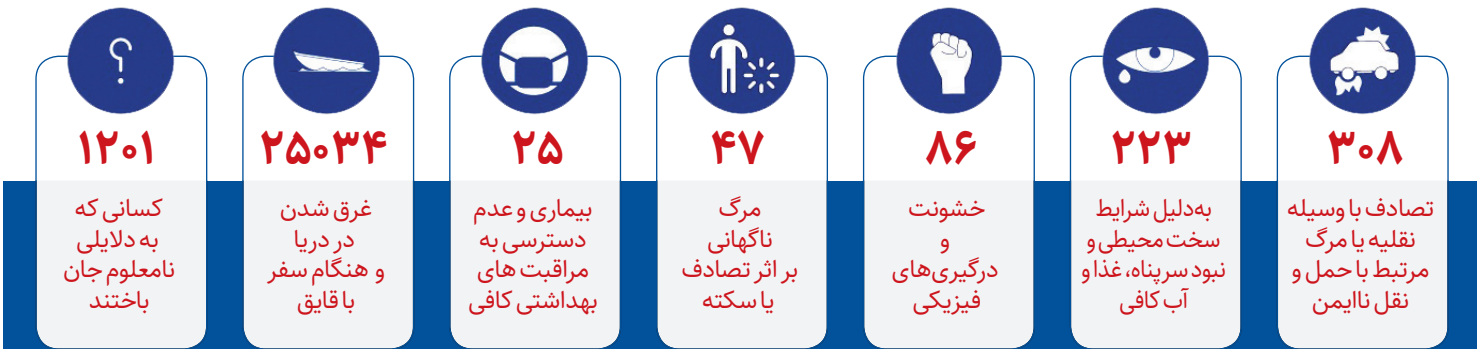 ۳۰۸
تصادف با وسیله
نقلیه یا مرگ
مرتبط با حمل و
نقل ناایمن
۲۲۳
به‌دلیل شرایط
سخت محیطی و
نبود سرپناه، غذا و
آب کافی
۸۶
خشونت
و
درگیری‌های
فیزیکی
۴۷
مرگ
ناگهانی
بر اثر تصادف
یا سکته
۲۵
بیماری و عدم
دسترسی به
مراقبت های
بهداشتی کافی
۲۵۰۳۴
غرق شدن
در دریا
و هنگام سفر
با قایق
؟
۱۲۰۱
کسانی که
به دلایلی
نامعلوم جان
باختند